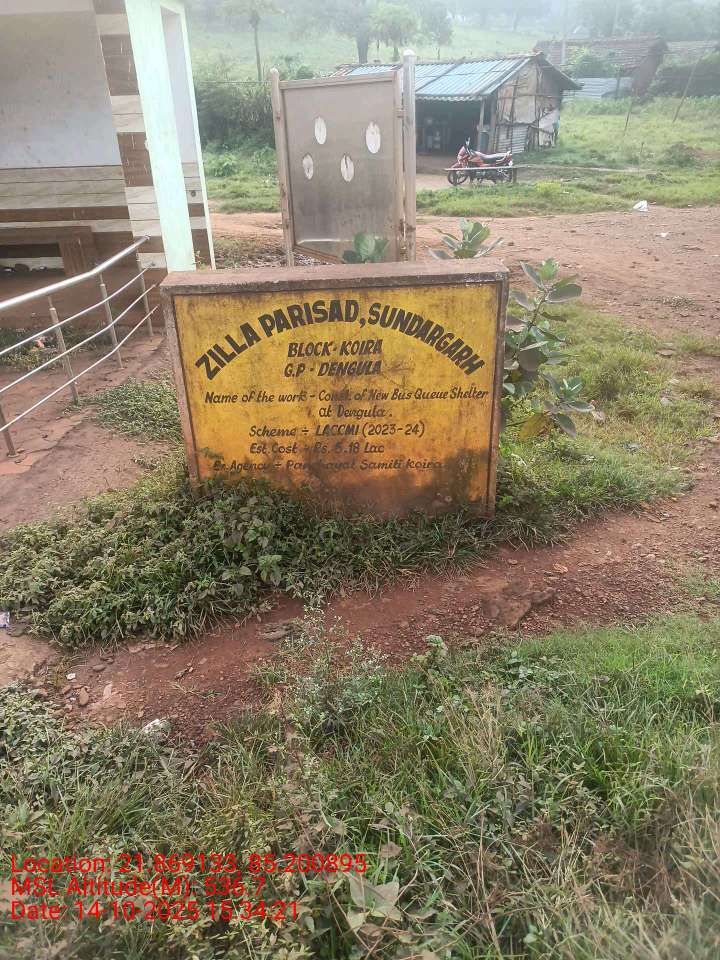 ZILLA PARISAD, SUNDARGARH
BLOCK - KOIRA
G.P - DENGULA
Name of the work - Const. of New Bus Queue Shelter
at Dengula.
Scheme ÷ LACCMI (2023-24)
Est. Cost ÷ Rs. 5.18 Lac
Ex. Agency ÷ Panchayat Samiti Koira
Location: 21.869133, 85.200895
MSL Altitude(M): 536.7
Date: 14-10-2025 15:34:21